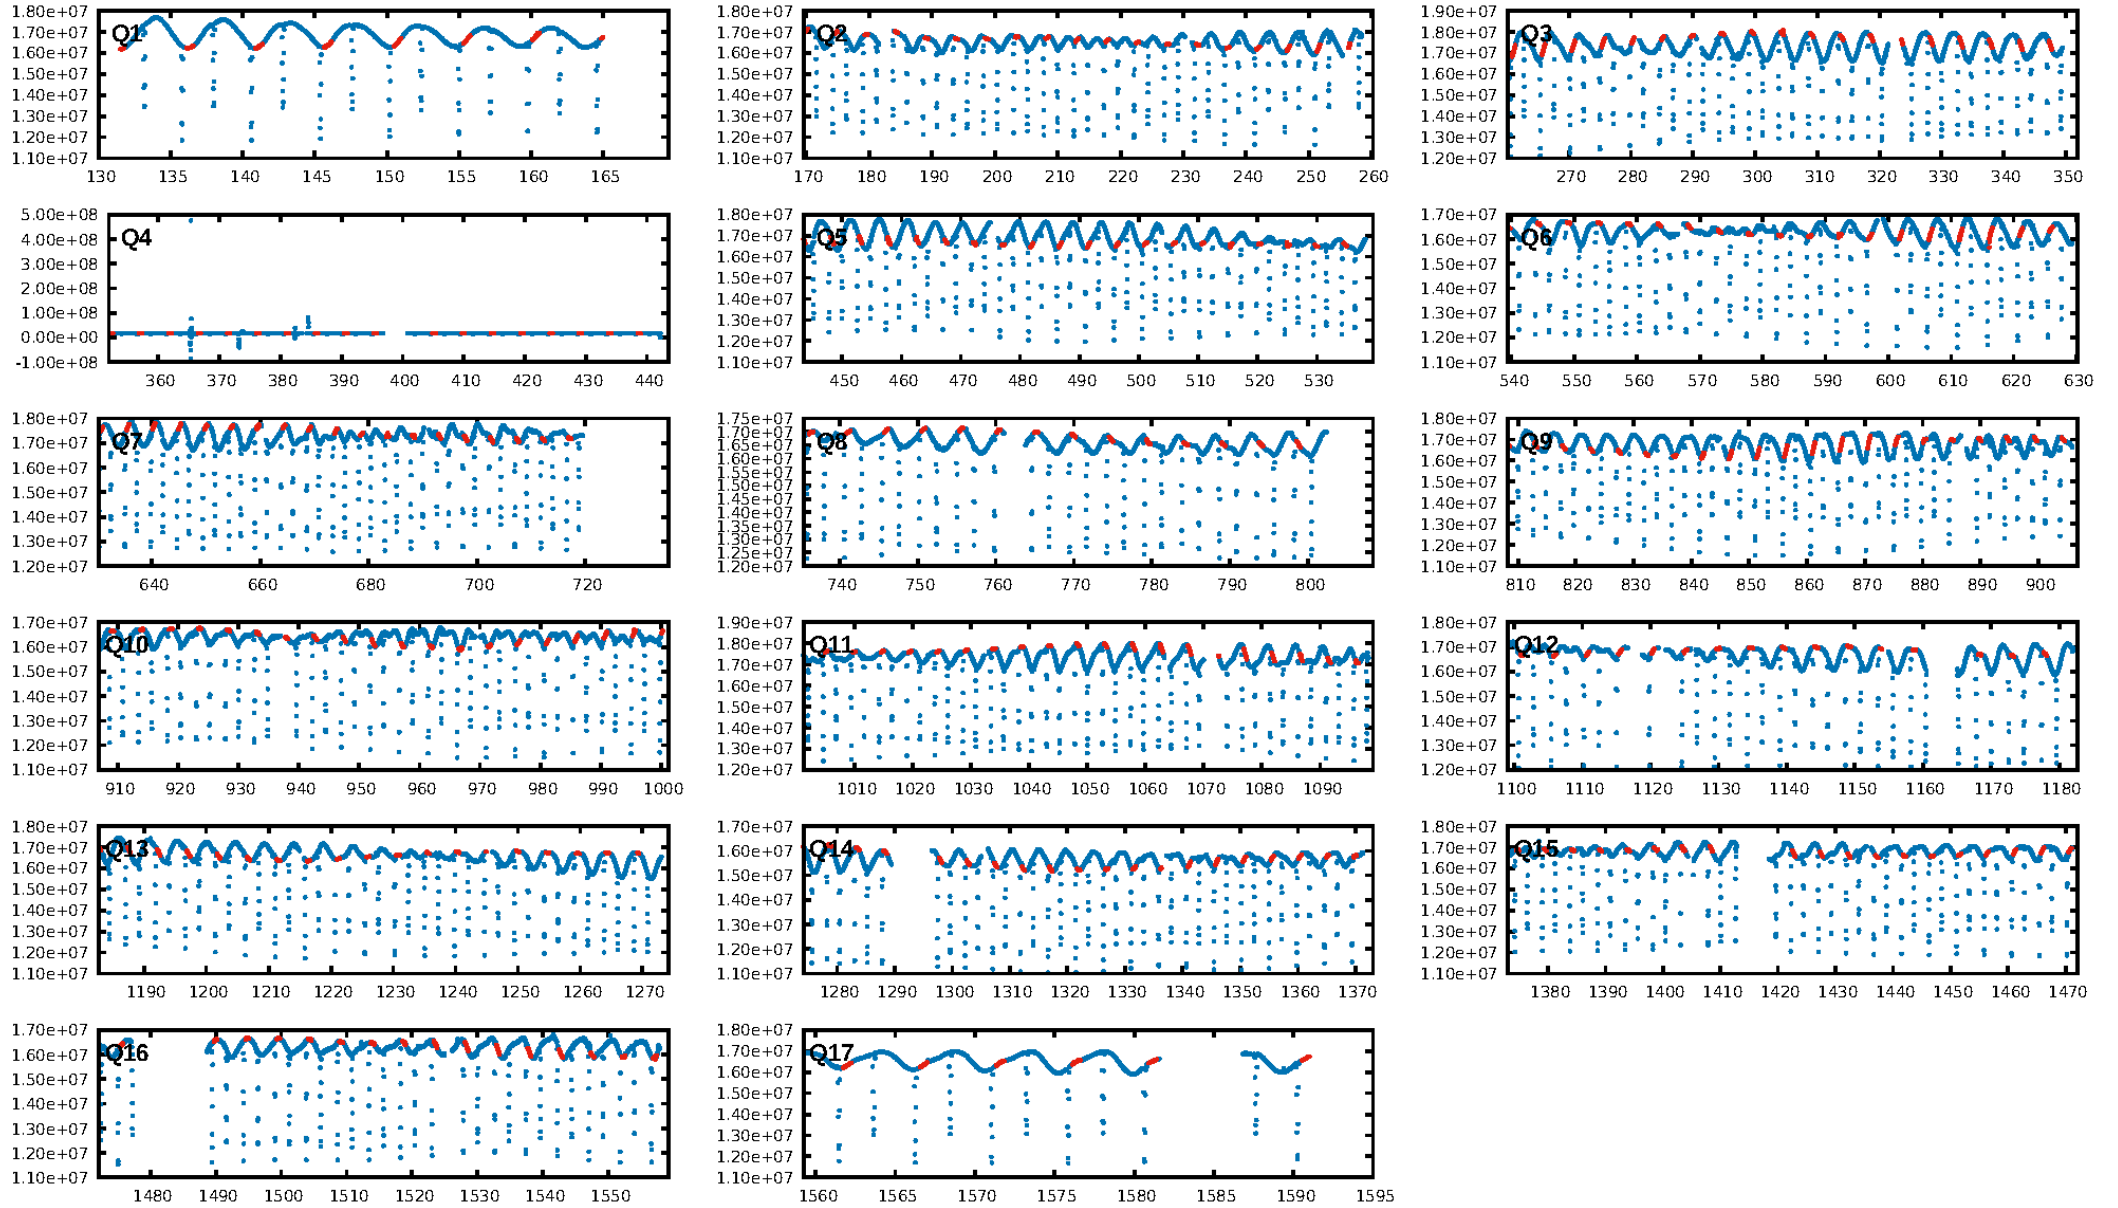 1.80e+07 1.70e+07 1.60e+07 1.50e+07 1.40e+07 1.30e+07 1.20e+07 1.10e+07
Q1
130 135 140 145 150 155 160 165
1.80e+07 1.70e+07 1.60e+07 1.50e+07 1.40e+07 1.30e+07 1.20e+07 1.10e+07
Q2
170 180 190 200 210 220 230 240 250 260
1.90e+07 1.80e+07 1.70e+07 1.60e+07 1.50e+07 1.40e+07 1.30e+07 1.20e+07
Q3
270 280 290 300 310 320 330 340 350
5.00e+08 4.00e+08 3.00e+08 2.00e+08 1.00e+08 0.00e+00 -1.00e+08
Q4
360 370 380 390 400 410 420 430 440
1.80e+07 1.70e+07 1.60e+07 1.50e+07 1.40e+07 1.30e+07 1.20e+07 1.10e+07
Q5
450 460 470 480 490 500 510 520 530
1.70e+07 1.60e+07 1.50e+07 1.40e+07 1.30e+07 1.20e+07 1.10e+07
Q6
540 550 560 570 580 590 600 610 620 630
1.80e+07 1.70e+07 1.60e+07 1.50e+07 1.40e+07 1.30e+07 1.20e+07
Q7
640 660 680 700 720
1.75e+07 1.70e+07 1.65e+07 1.60e+07 1.55e+07 1.50e+07 1.45e+07 1.40e+07 1.35e+07 1.30e+07 1.25e+07 1.20e+07
Q8
740 750 760 770 780 790 800
1.80e+07 1.70e+07 1.60e+07 1.50e+07 1.40e+07 1.30e+07 1.20e+07 1.10e+07
Q9
810 820 830 840 850 860 870 880 890 900
1.70e+07 1.60e+07 1.50e+07 1.40e+07 1.30e+07 1.20e+07 1.10e+07
Q10
910 920 930 940 950 960 970 980 990 1000
1.90e+07 1.80e+07 1.70e+07 1.60e+07 1.50e+07 1.40e+07 1.30e+07 1.20e+07
Q11
1010 1020 1030 1040 1050 1060 1070 1080 1090
1.80e+07 1.70e+07 1.60e+07 1.50e+07 1.40e+07 1.30e+07 1.20e+07
Q12
1100 1110 1120 1130 1140 1150 1160 1170 1180
1.80e+07 1.70e+07 1.60e+07 1.50e+07 1.40e+07 1.30e+07 1.20e+07 1.10e+07
Q13
1190 1200 1210 1220 1230 1240 1250 1260 1270
1.70e+07 1.60e+07 1.50e+07 1.40e+07 1.30e+07 1.20e+07 1.10e+07
Q14
1280 1290 1300 1310 1320 1330 1340 1350 1360 1370
1.80e+07 1.70e+07 1.60e+07 1.50e+07 1.40e+07 1.30e+07 1.20e+07 1.10e+07
Q15
1380 1390 1400 1410 1420 1430 1440 1450 1460 1470
1.70e+07 1.60e+07 1.50e+07 1.40e+07 1.30e+07 1.20e+07 1.10e+07
Q16
1480 1490 1500 1510 1520 1530 1540 1550
1.80e+07 1.70e+07 1.60e+07 1.50e+07 1.40e+07 1.30e+07 1.20e+07 1.10e+07
Q17
1560 1565 1570 1575 1580 1585 1590 1595